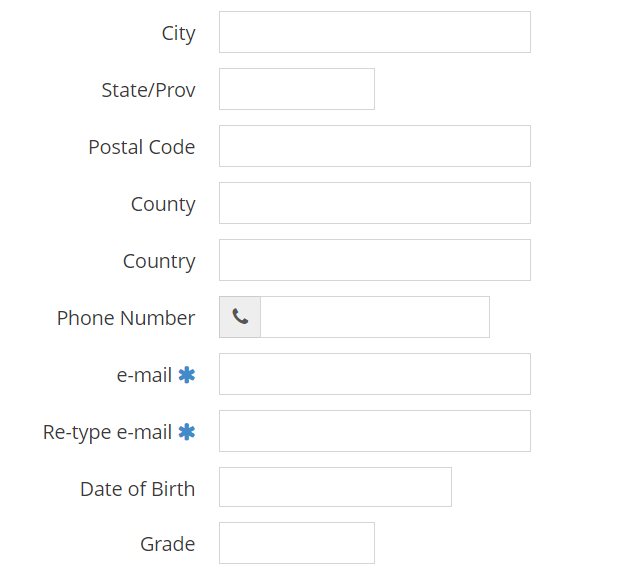 City
State/Prov
Postal Code
County
Country
Phone Number
e-mail ✱
Re-type e-mail ✱
Date of Birth
Grade